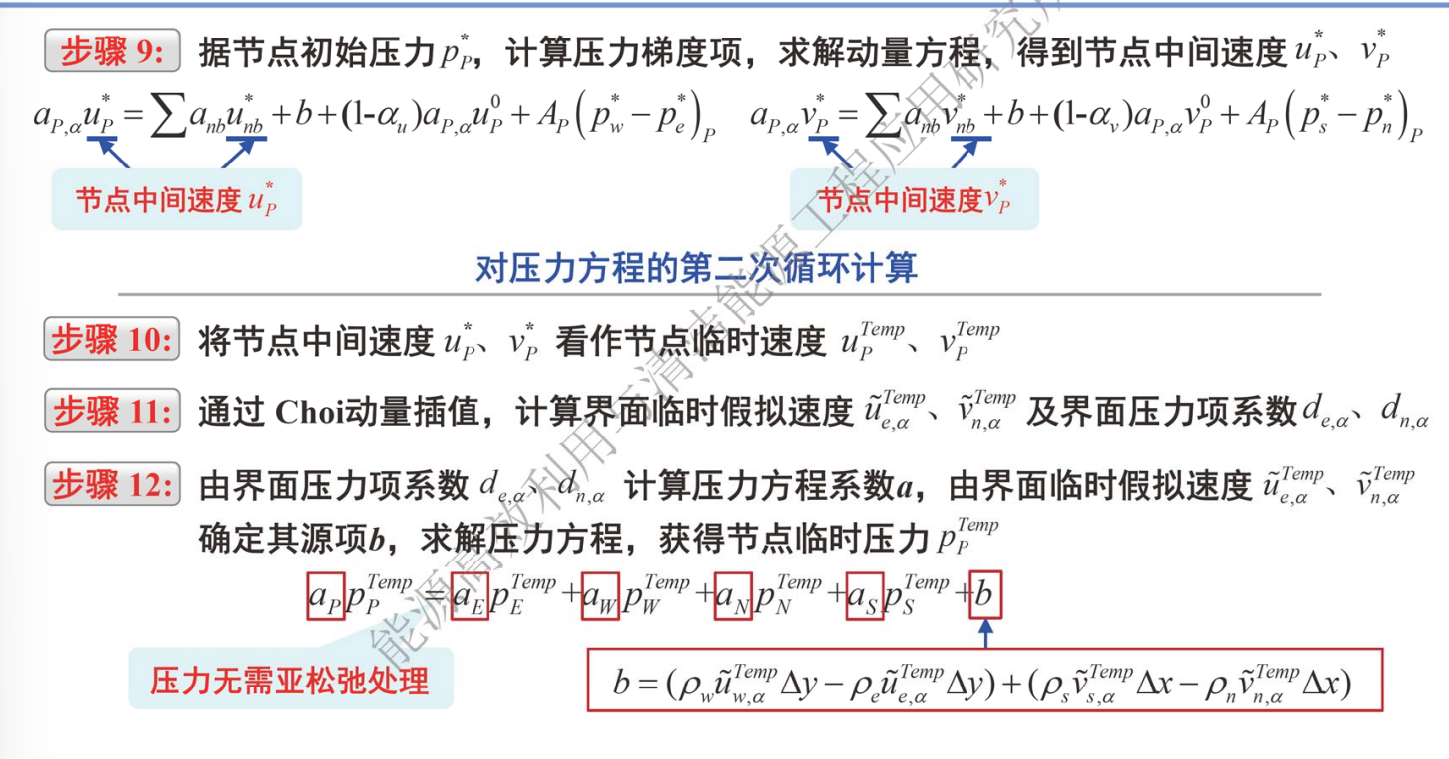 步骤 9: 据节点初始压力 $p_P^*$，计算压力梯度项，求解动量方程，得到节点中间速度 $u_P^*$、$v_P^*$
$a_{P,\alpha}u_P^* = \sum a_{nb}u_{nb}^* + b + (1-\alpha_u)a_{P,\alpha}u_P^0 + A_P\left(p_w^* - p_e^*\right)_P$ $a_{P,\alpha}v_P^* = \sum a_{nb}v_{nb}^* + b + (1-\alpha_v)a_{P,\alpha}v_P^0 + A_P\left(p_s^* - p_n^*\right)_P$
节点中间速度 $u_P^*$ 节点中间速度 $v_P^*$
对压力方程的第二次循环计算
步骤 10: 将节点中间速度 $u_P^*$、$v_P^*$ 看作节点临时速度 $u_P^{Temp}$、$v_P^{Temp}$
步骤 11: 通过 Choi动量插值，计算界面临时假拟速度 $\tilde{u}_{e,\alpha}^{Temp}$、$\tilde{v}_{n,\alpha}^{Temp}$ 及界面压力项系数 $d_{e,\alpha}$、$d_{n,\alpha}$
步骤 12: 由界面压力项系数 $d_{e,\alpha}$、$d_{n,\alpha}$ 计算压力方程系数a，由界面临时假拟速度 $\tilde{u}_{e,\alpha}^{Temp}$、$\tilde{v}_{n,\alpha}^{Temp}$
确定其源项b，求解压力方程，获得节点临时压力 $p_P^{Temp}$
$a_P p_P^{Temp} = a_E p_E^{Temp} + a_W p_W^{Temp} + a_N p_N^{Temp} + a_S p_S^{Temp} + b$
压力无需亚松弛处理
$b = (\rho_w \tilde{u}_{w,\alpha}^{Temp}\Delta y - \rho_e \tilde{u}_{e,\alpha}^{Temp}\Delta y) + (\rho_s \tilde{v}_{s,\alpha}^{Temp}\Delta x - \rho_n \tilde{v}_{n,\alpha}^{Temp}\Delta x)$
能源高效利用与清洁能源工程应用研究所